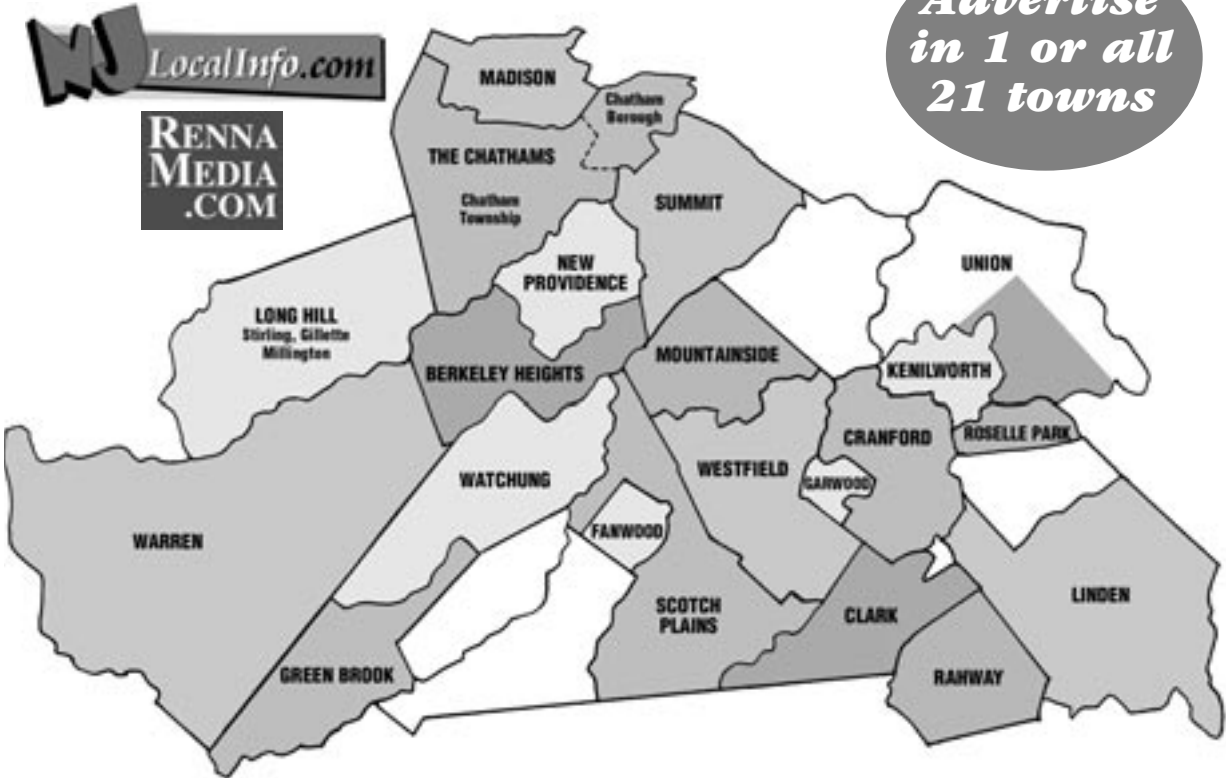 NJ LocalInfo.com
RENNA
MEDIA
.COM
Advertise
in 1 or all
21 towns
MADISON
Chatham
Borough
THE CHATHAMS
Chatham
Township
SUMMIT
NEW
PROVIDENCE
UNION
LONG HILL
Stirling, Gillette
Millington
BERKELEY HEIGHTS
MOUNTAINSIDE
KENILWORTH
CRANFORD
ROSELLE PARK
WATCHUNG
WESTFIELD
GARWOOD
WARREN
FANWOOD
SCOTCH
PLAINS
CLARK
LINDEN
GREEN BROOK
RAHWAY